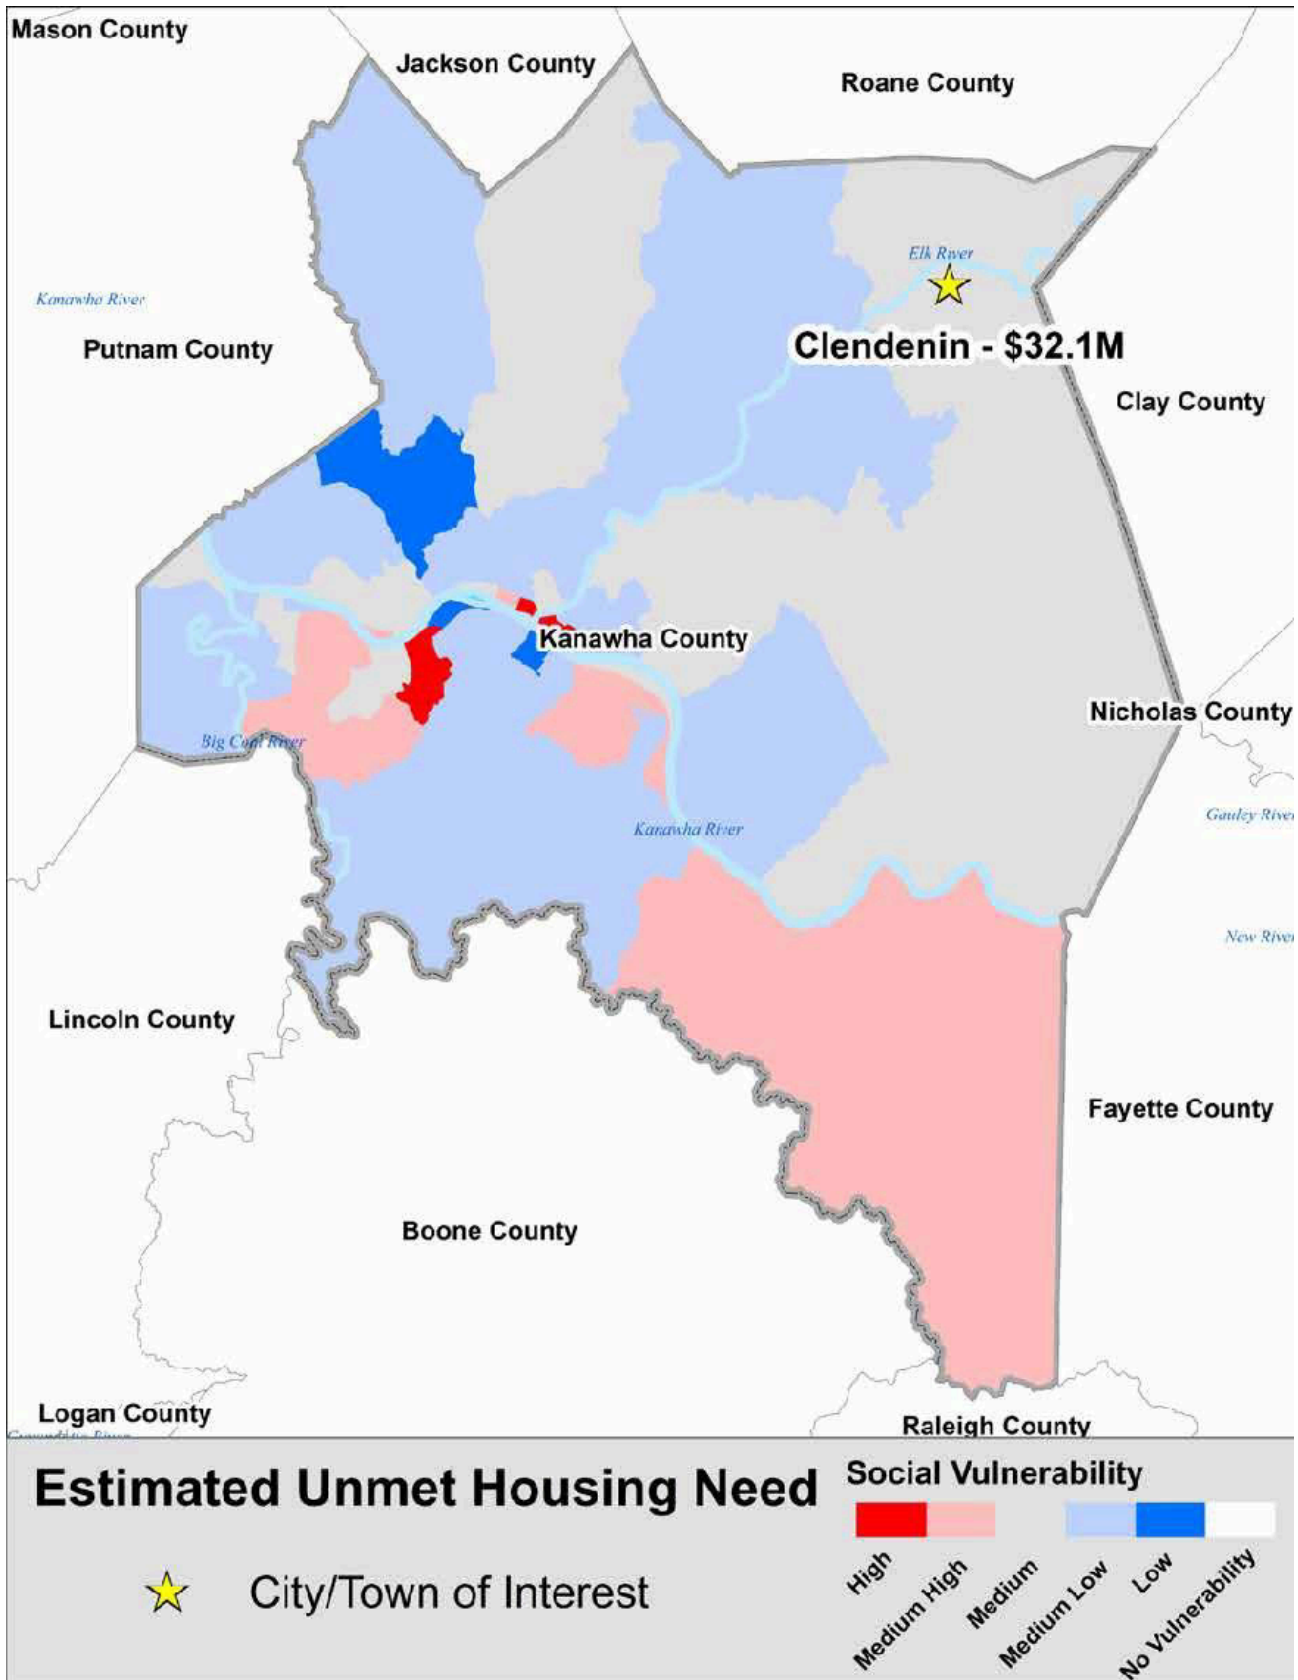 Mason County
Jackson County
Roane County
Elk River
Kanawha River
Putnam County
Clendenin - $32.1M
Clay County
Kanawha County
Nicholas County
Big Coal River
Gauley River
Kanawha River
New River
Lincoln County
Fayette County
Boone County
Logan County
Raleigh County
Estimated Unmet Housing Need
City/Town of Interest
Social Vulnerability
High
Medium High
Medium
Medium Low
Low
No Vulnerability